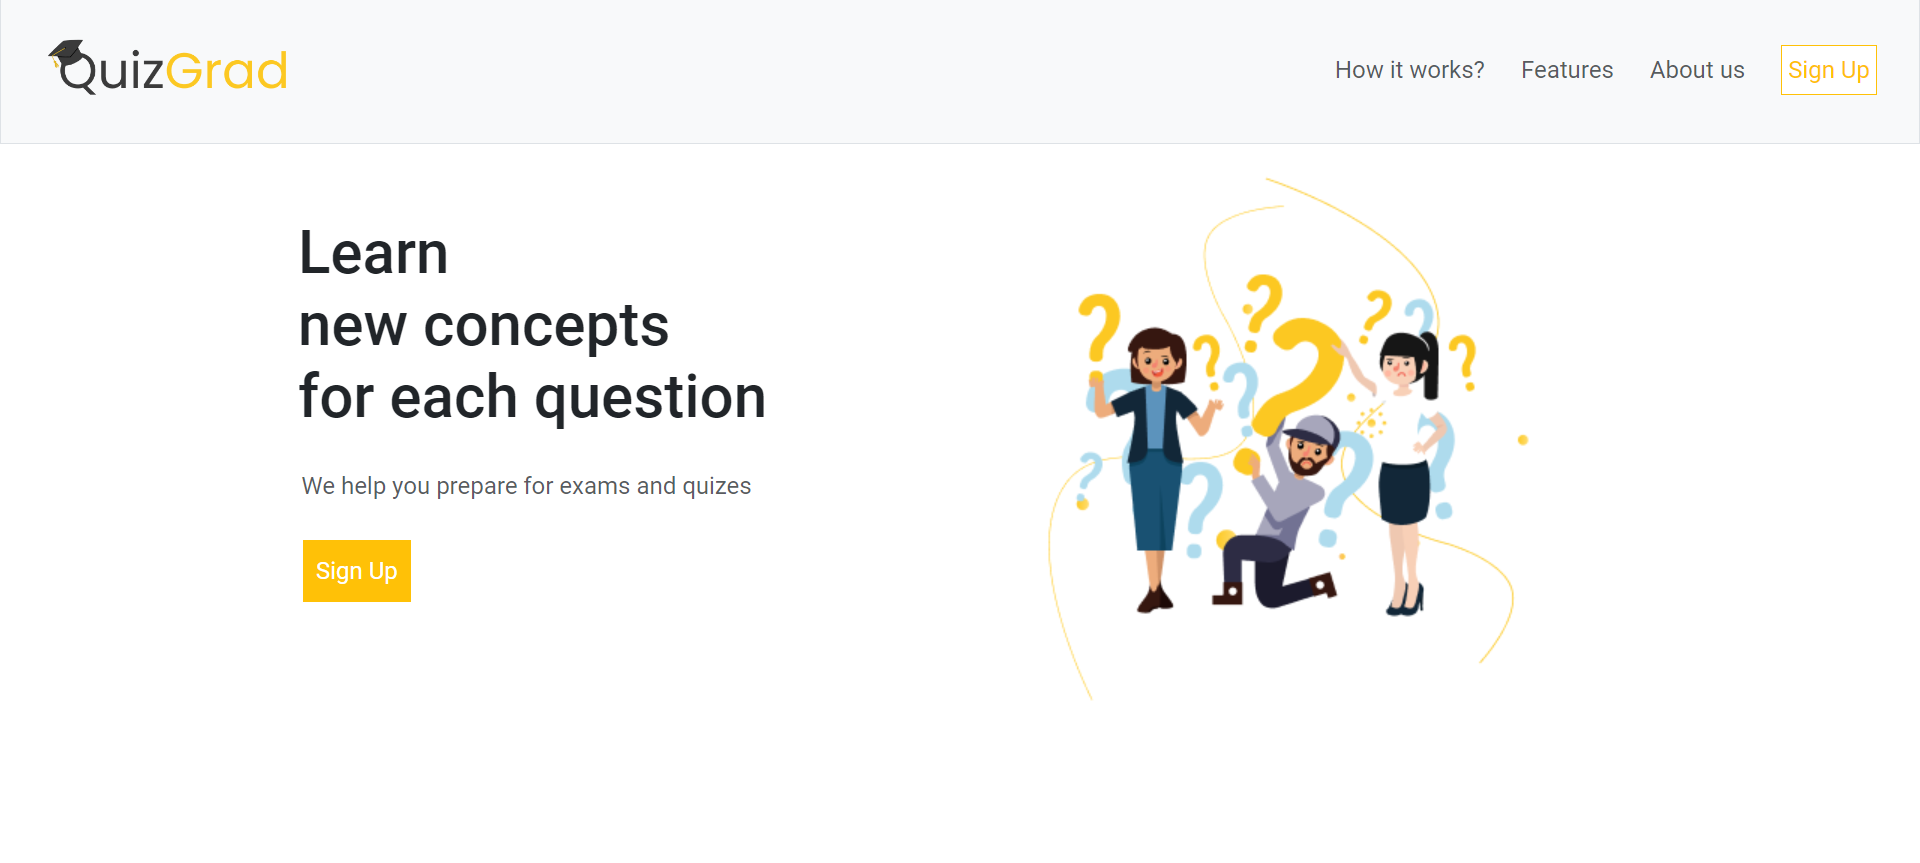 QuizGrad
How it works? Features About us Sign Up
Learn
new concepts
for each question
We help you prepare for exams and quizes
Sign Up